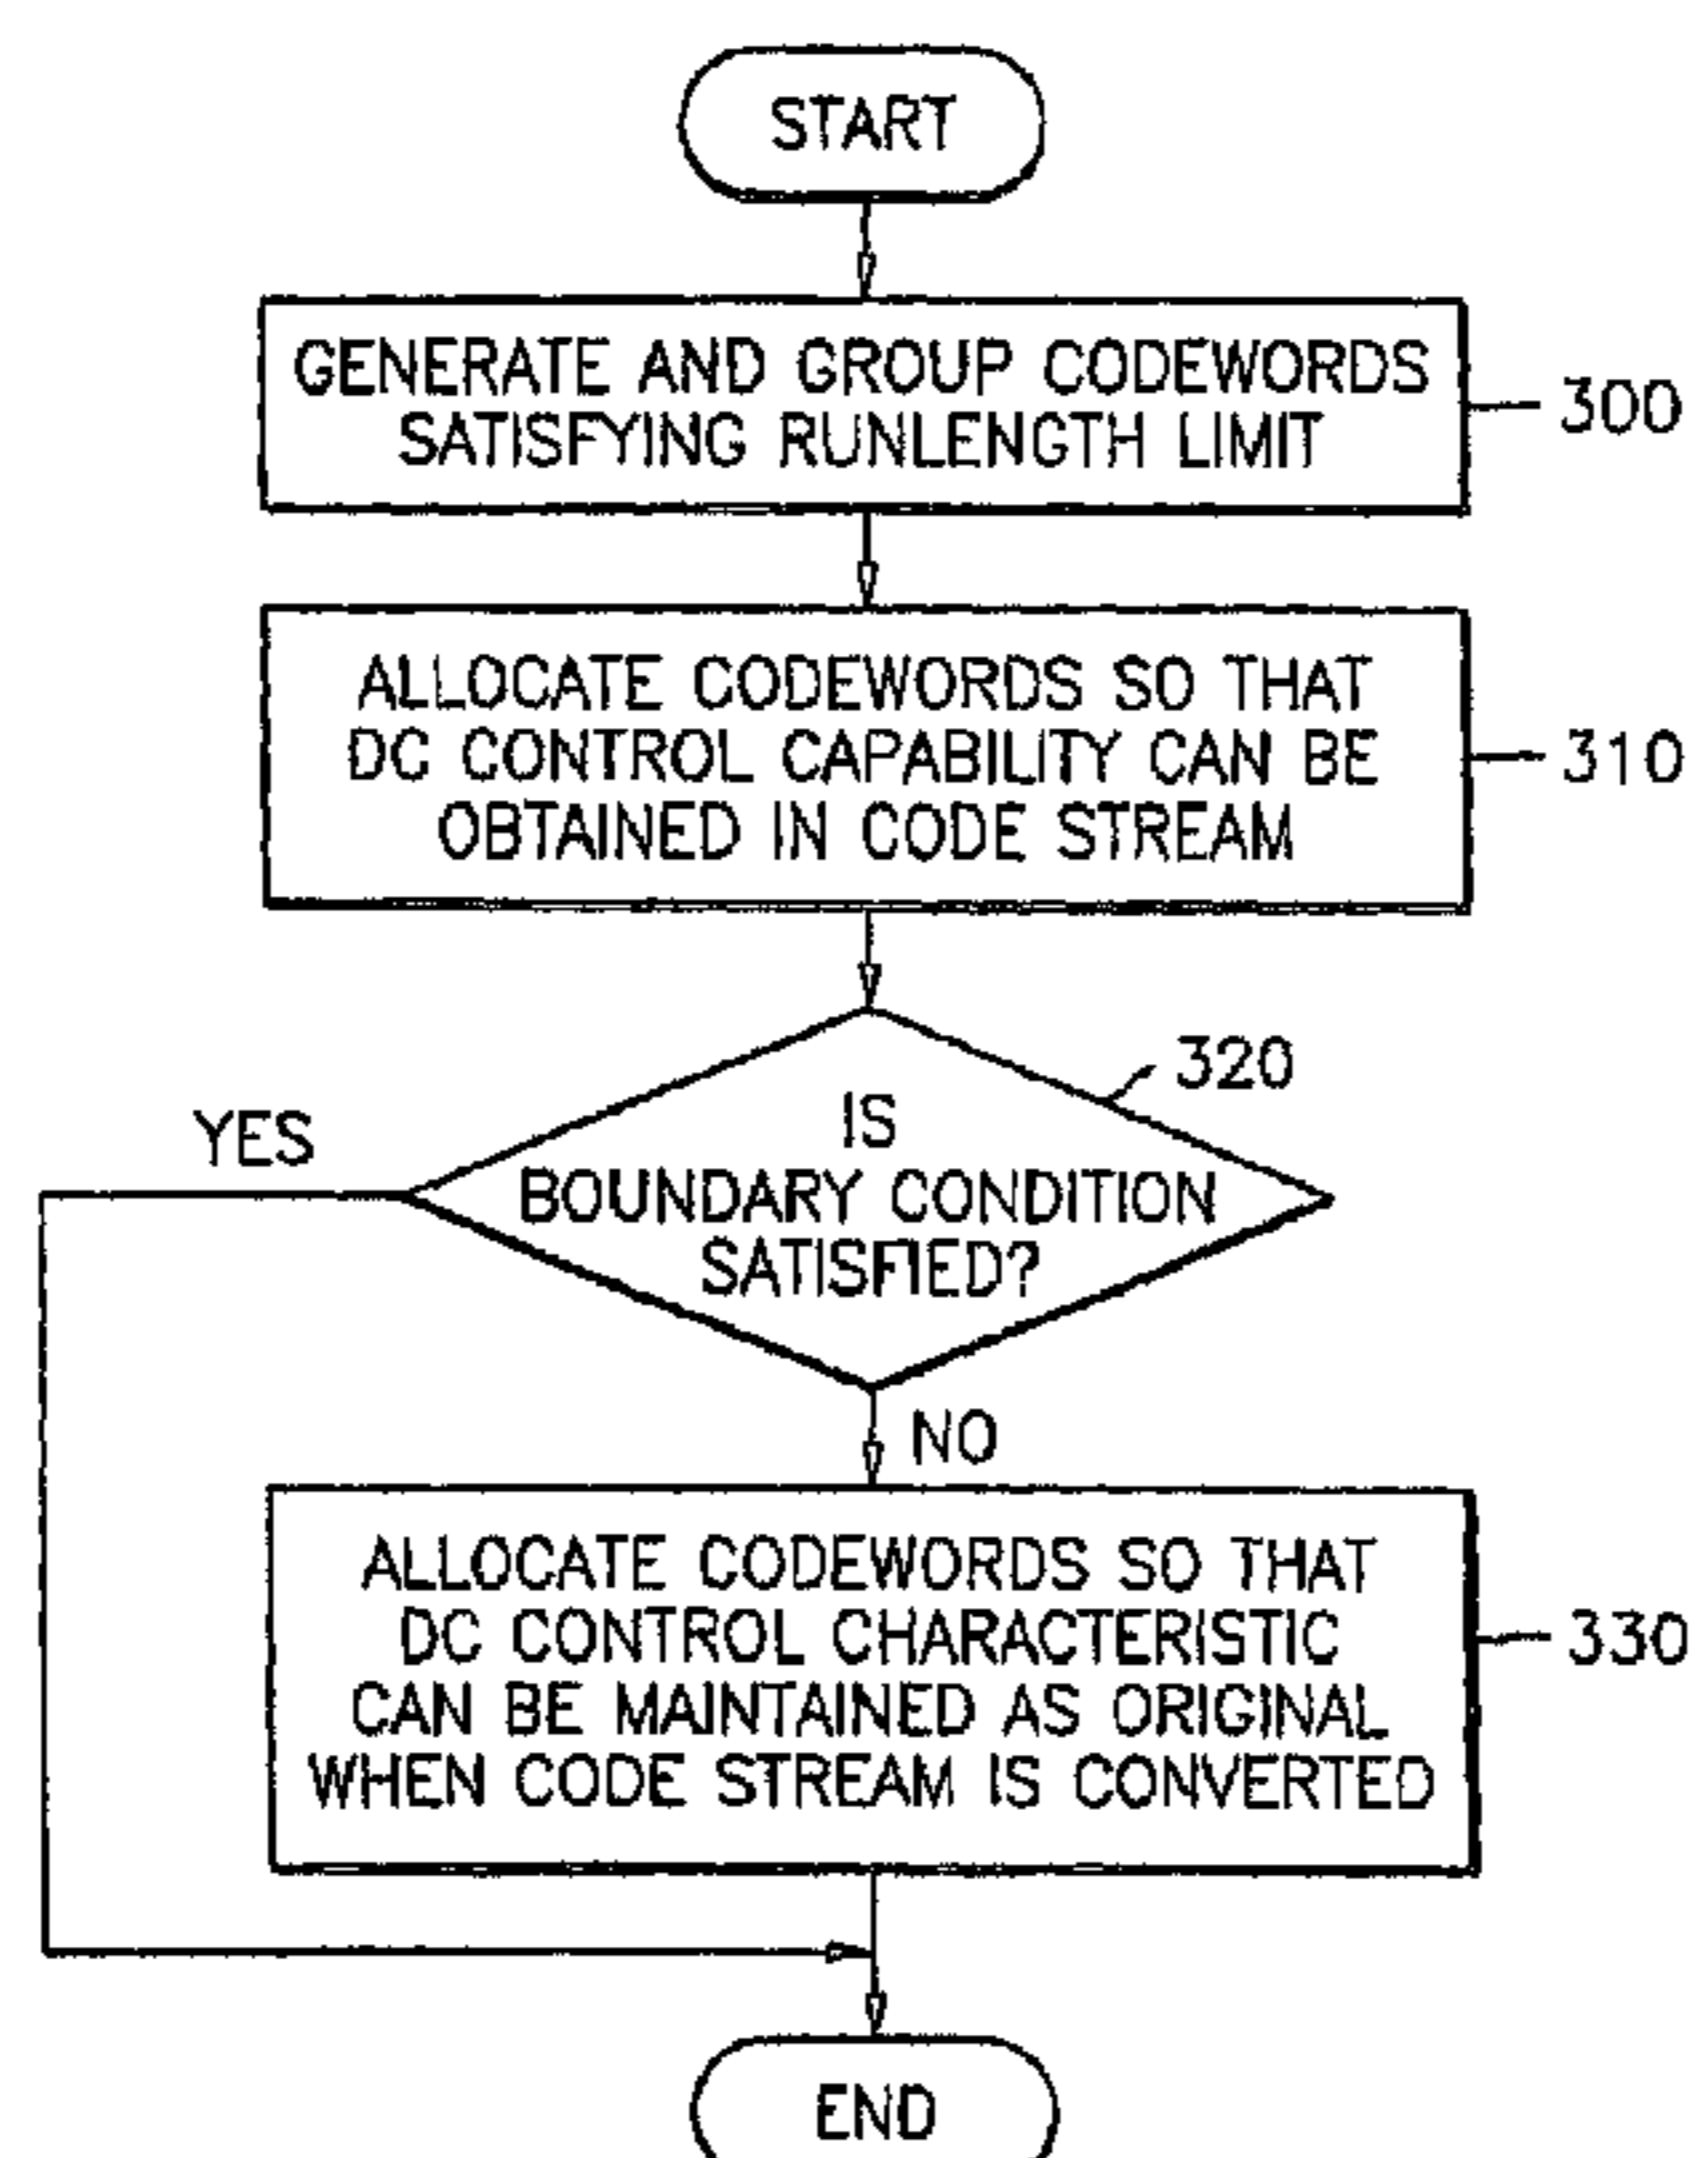 START
GENERATE AND GROUP CODEWORDS
SATISFYING RUNLENGTH LIMIT
300
ALLOCATE CODEWORDS SO THAT
DC CONTROL CAPABILITY CAN BE
OBTAINED IN CODE STREAM
310
320
IS
BOUNDARY CONDITION
SATISFIED?
YES
NO
ALLOCATE CODEWORDS SO THAT
DC CONTROL CHARACTERISTIC
CAN BE MAINTAINED AS ORIGINAL
WHEN CODE STREAM IS CONVERTED
330
END